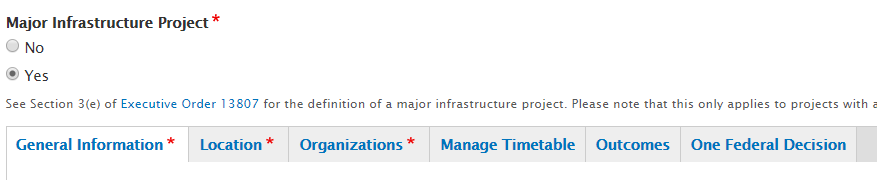 Major Infrastructure Project *
No
Yes
See Section 3(e) of Executive Order 13807 for the definition of a major infrastructure project. Please note that this only applies to projects with a
General Information * Location * Organizations * Manage Timetable Outcomes One Federal Decision